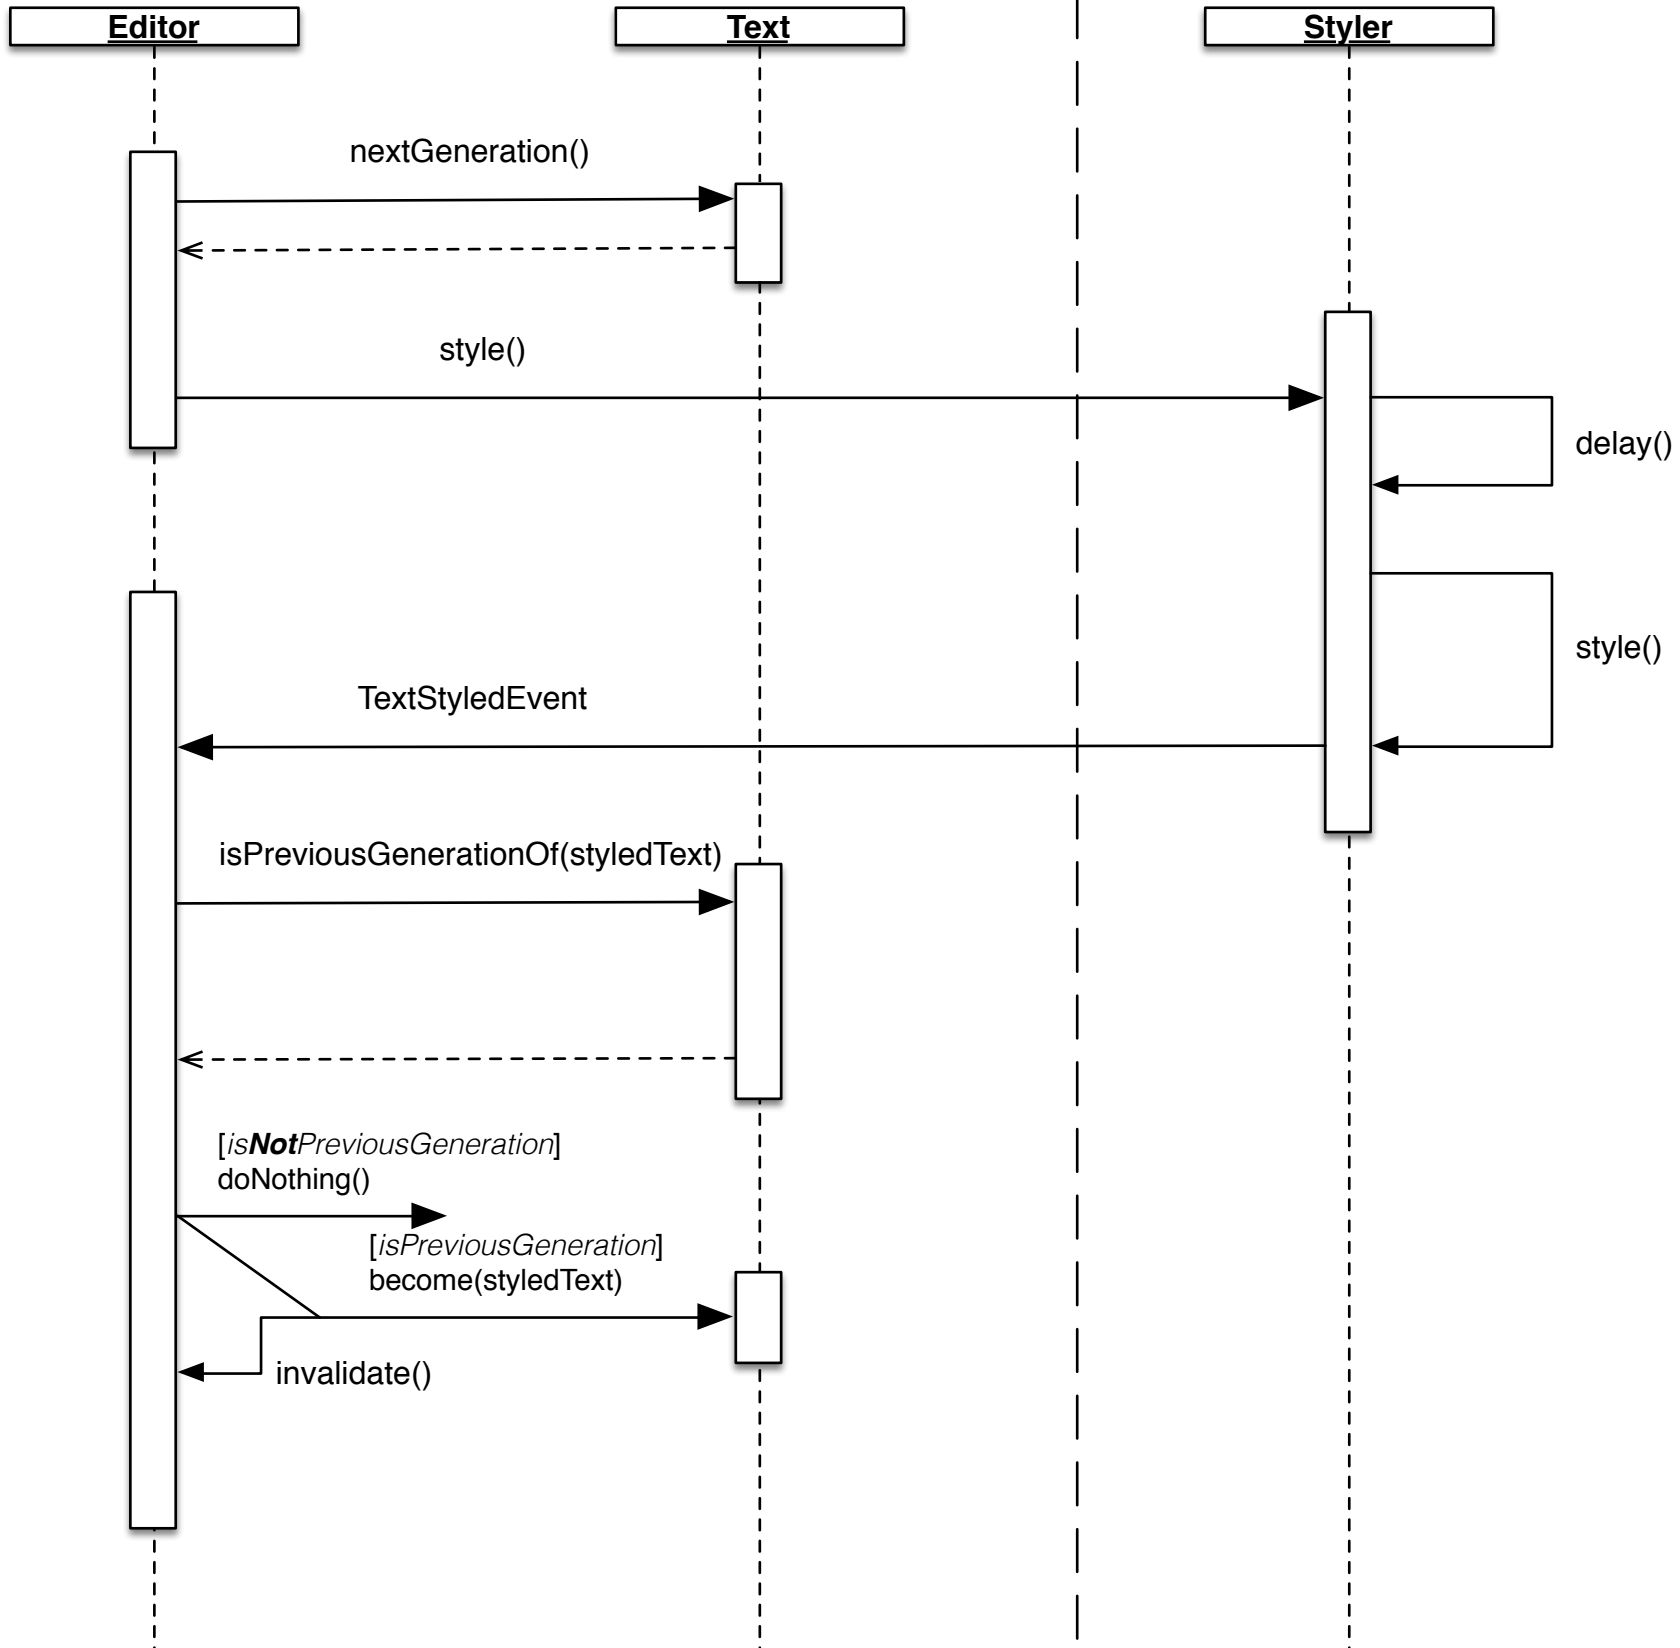 Editor
Text
Styler
nextGeneration()
style()
delay()
style()
TextStyledEvent
isPreviousGenerationOf(styledText)
[isNotPreviousGeneration]
doNothing()
[isPreviousGeneration]
become(styledText)
invalidate()